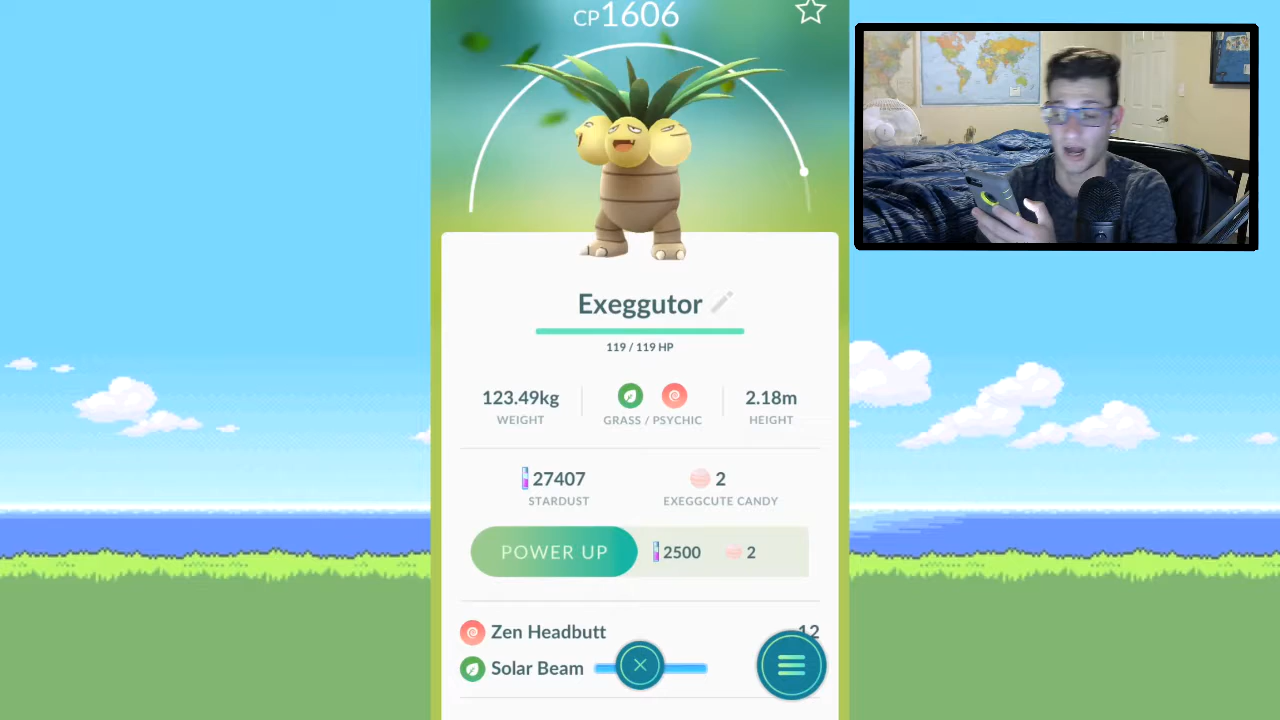 CP1606
Exeggutor
119 / 119 HP
123.49kg
WEIGHT
GRASS / PSYCHIC
2.18m
HEIGHT
27407
STARDUST
2
EXEGGCUTE CANDY
POWER UP
2500
2
Zen Headbutt
12
Solar Beam